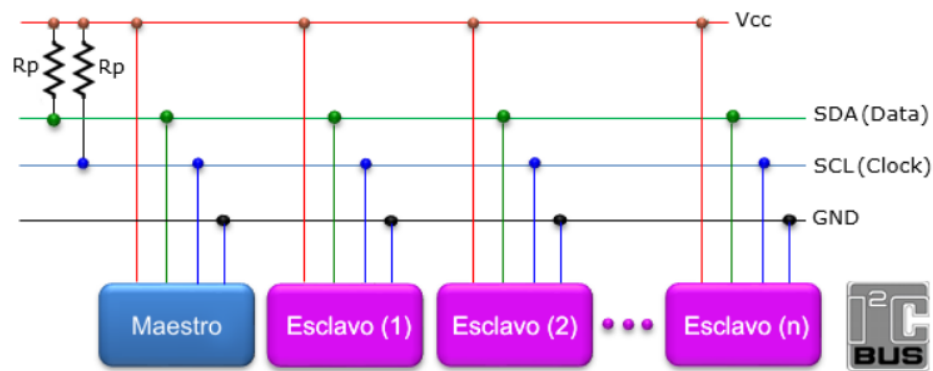 Vcc
Rp
Rp
SDA (Data)
SCL (Clock)
GND
Maestro
Esclavo (1)
Esclavo (2)
Esclavo (n)
I²C
BUS